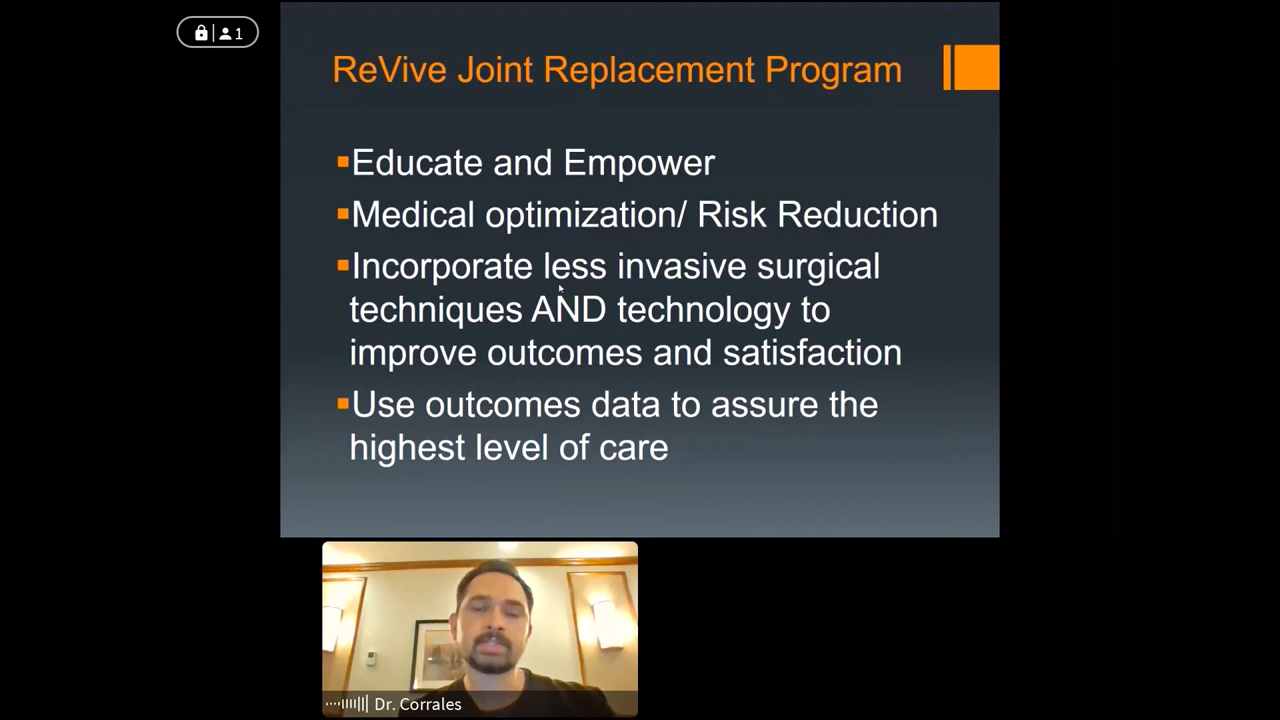 1
ReVive Joint Replacement Program
Educate and Empower
Medical optimization/ Risk Reduction
Incorporate less invasive surgical
techniques AND technology to
improve outcomes and satisfaction
Use outcomes data to assure the
highest level of care
Dr. Corrales